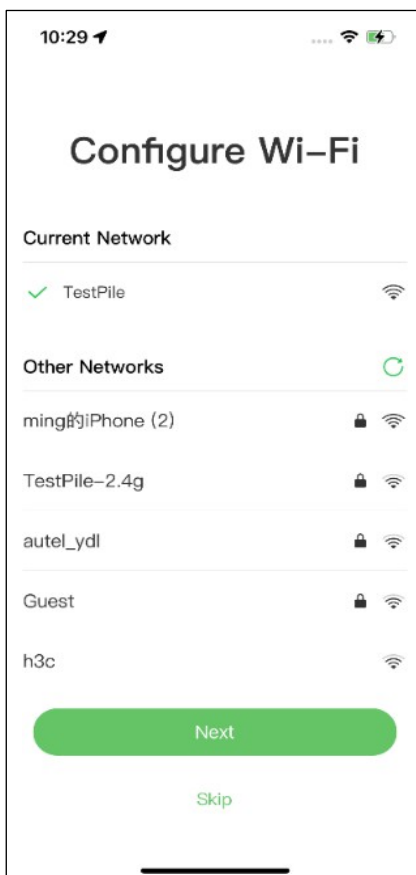 10:29
Configure Wi-Fi
Current Network
TestPile
Other Networks
ming的iPhone (2)
TestPile-2.4g
autel_ydl
Guest
h3c
Next
Skip